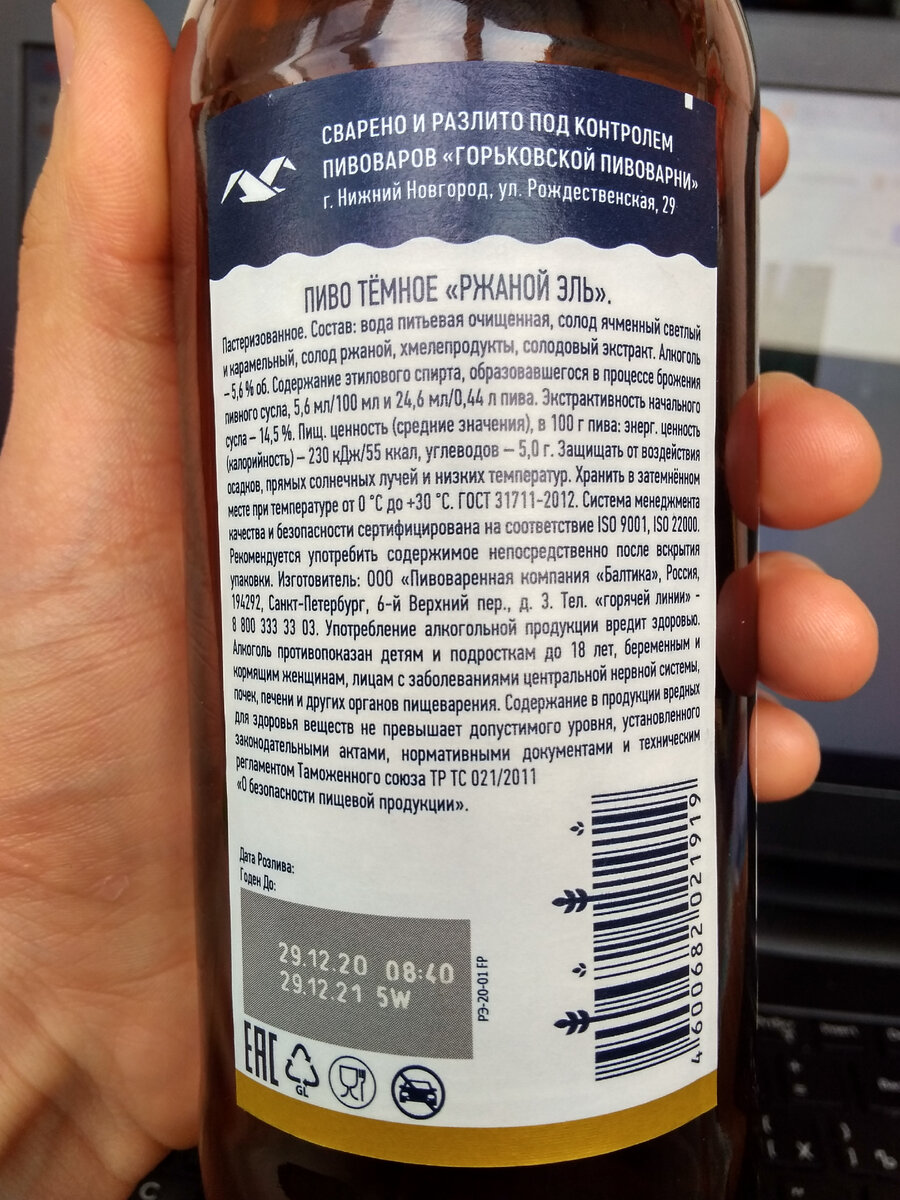 СВАРЕНО И РАЗЛИТО ПОД КОНТРОЛЕМ
ПИВОВАРОВ «ГОРЬКОВСКОЙ ПИВОВАРНИ»
г. Нижний Новгород, ул. Рождественская, 29
ПИВО ТЁМНОЕ «РЖАНОЙ ЭЛЬ».
Пастеризованное. Состав: вода питьевая очищенная, солод ячменный светлый
и карамельный, солод ржаной, хмелепродукты, солодовый экстракт. Алкоголь
– 5,6 % об. Содержание этилового спирта, образовавшегося в процессе брожения
пивного сусла, 5,6 мл/100 мл и 24,6 мл/0,44 л пива. Экстрактивность начального
сусла – 14,5 %. Пищ. ценность (средние значения), в 100 г пива: энерг. ценность
(калорийность) – 230 кДж/55 ккал, углеводов – 5,0 г. Защищать от воздействия
осадков, прямых солнечных лучей и низких температур. Хранить в затемнённом
месте при температуре от 0 °С до +30 °С. ГОСТ 31711-2012. Система менеджмента
качества и безопасности сертифицирована на соответствие ISO 9001, ISO 22000.
Рекомендуется употребить содержимое непосредственно после вскрытия
упаковки. Изготовитель: ООО «Пивоваренная компания «Балтика», Россия,
194292, Санкт-Петербург, 6-й Верхний пер., д. 3. Тел. «горячей линии» -
8 800 333 33 03. Употребление алкогольной продукции вредит здоровью.
Алкоголь противопоказан детям и подросткам до 18 лет, беременным и
кормящим женщинам, лицам с заболеваниями центральной нервной системы,
почек, печени и других органов пищеварения. Содержание в продукции вредных
для здоровья веществ не превышает допустимого уровня, установленного
законодательными актами, нормативными документами и техническим
регламентом Таможенного союза ТР ТС 021/2011
«О безопасности пищевой продукции».
Дата Розлива:
Годен До:
29.12.20 08:40
29.12.21 5W
РЭ-20-01 FP
4600682021919
EAC
GL